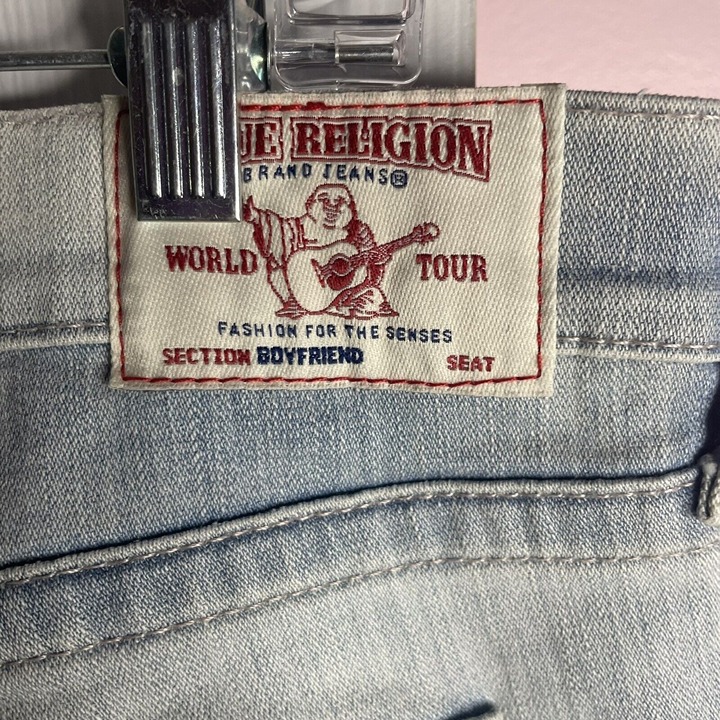 UE RELIGION
BRAND JEANS®
WORLD TOUR
FASHION FOR THE SENSES
SECTION BOYFRIEND SEAT